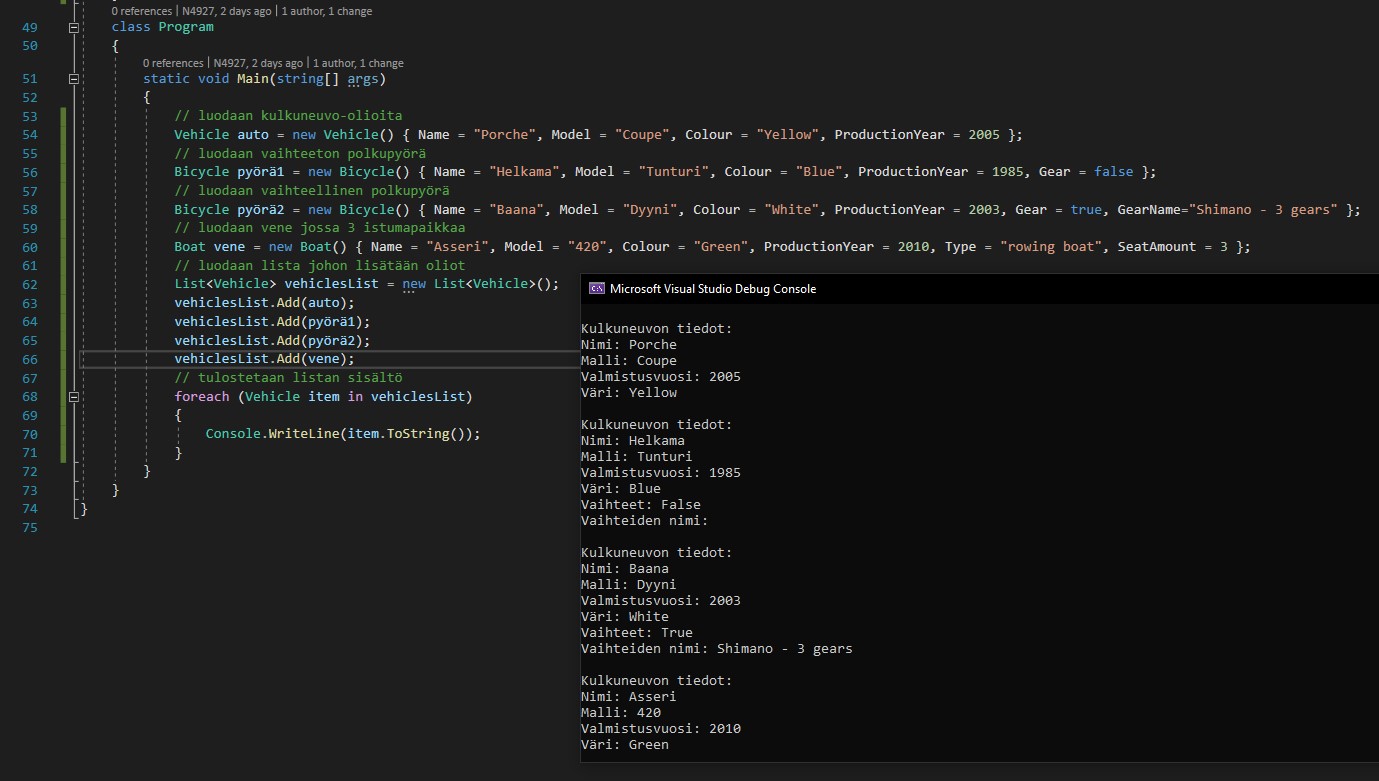 0 references | N4927, 2 days ago | 1 author, 1 change
49 class Program
50 {
0 references | N4927, 2 days ago | 1 author, 1 change
51 static void Main(string[] args)
52 {
53 // luodaan kulkuneuvo-olioita
54 Vehicle auto = new Vehicle() { Name = "Porche", Model = "Coupe", Colour = "Yellow", ProductionYear = 2005 };
55 // luodaan vaihteeton polkupyörä
56 Bicycle pyörä1 = new Bicycle() { Name = "Helkama", Model = "Tunturi", Colour = "Blue", ProductionYear = 1985, Gear = false };
57 // luodaan vaihteellinen polkupyörä
58 Bicycle pyörä2 = new Bicycle() { Name = "Baana", Model = "Dyyni", Colour = "White", ProductionYear = 2003, Gear = true, GearName="Shimano - 3 gears" };
59 // luodaan vene jossa 3 istumapaikkaa
60 Boat vene = new Boat() { Name = "Asseri", Model = "420", Colour = "Green", ProductionYear = 2010, Type = "rowing boat", SeatAmount = 3 };
61 // luodaan lista johon lisätään oliot
62 List<Vehicle> vehiclesList = new List<Vehicle>();
63 vehiclesList.Add(auto);
64 vehiclesList.Add(pyörä1);
65 vehiclesList.Add(pyörä2);
66 vehiclesList.Add(vene);
67 // tulostetaan listan sisältö
68 foreach (Vehicle item in vehiclesList)
69 {
70 Console.WriteLine(item.ToString());
71 }
72 }
73 }
74 }
75
Microsoft Visual Studio Debug Console
Kulkuneuvon tiedot:
Nimi: Porche
Malli: Coupe
Valmistusvuosi: 2005
Väri: Yellow
Kulkuneuvon tiedot:
Nimi: Helkama
Malli: Tunturi
Valmistusvuosi: 1985
Väri: Blue
Vaihteet: False
Vaihteiden nimi:
Kulkuneuvon tiedot:
Nimi: Baana
Malli: Dyyni
Valmistusvuosi: 2003
Väri: White
Vaihteet: True
Vaihteiden nimi: Shimano - 3 gears
Kulkuneuvon tiedot:
Nimi: Asseri
Malli: 420
Valmistusvuosi: 2010
Väri: Green